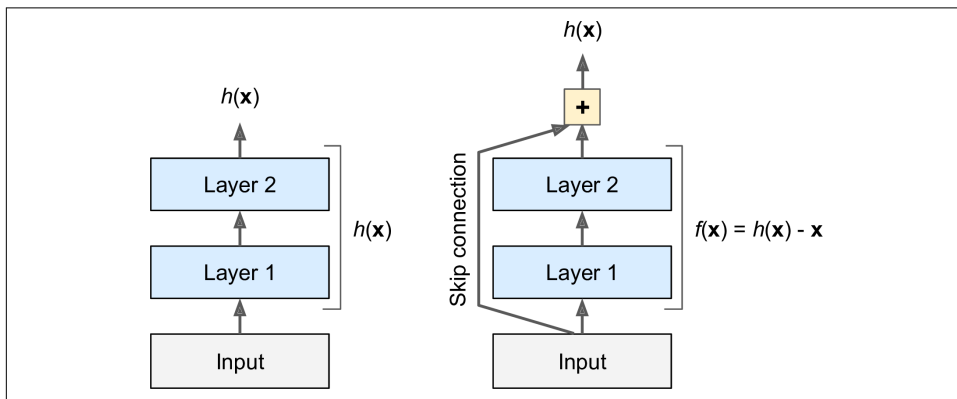 h(x)
Layer 2
Layer 1
h(x)
Input
h(x)
+
Skip connection
Layer 2
Layer 1
f(x) = h(x) - x
Input